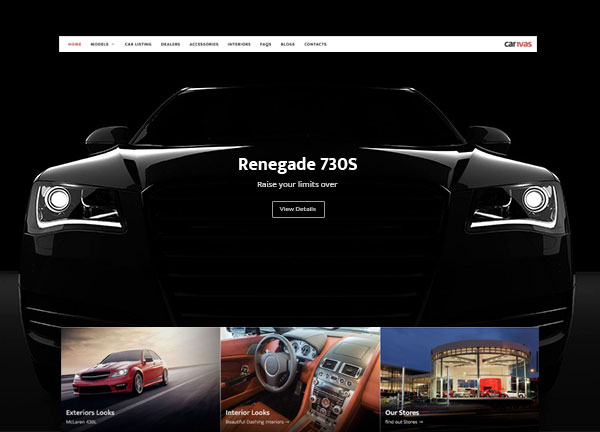 HOME MODELS CAR LISTING DEALERS ACCESSORIES INTERIORS FAQS BLOGS CONTACTS carivas
Renegade 730S
Raise your limits over
View Details
Exteriors Looks
McLaren 430L
Interior Looks
Beautiful Dashing Interiors →
Our Stores
find out Stores →